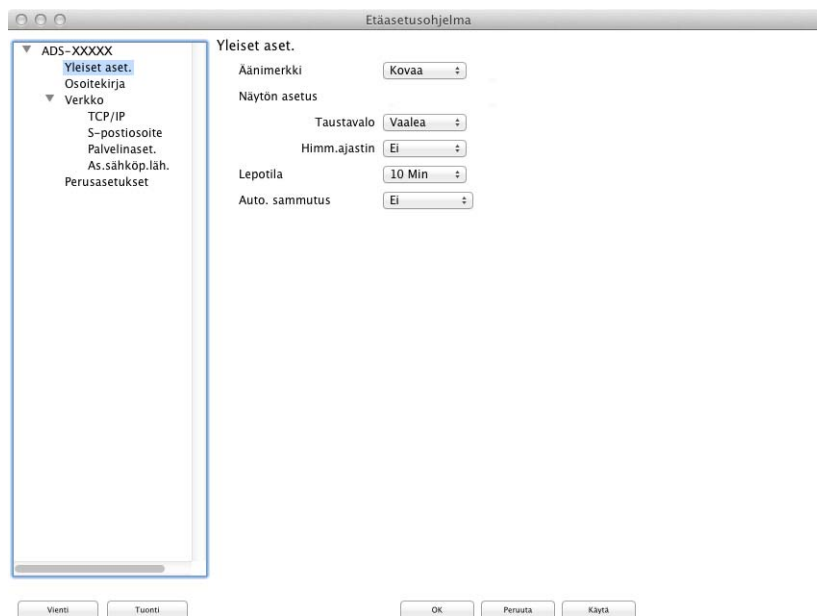 Etäasetusohjelma
ADS-XXXXX
Yleiset aset.
Osoitekirja
Verkko
TCP/IP
S-postiosoite
Palvelinaset.
As.sähköp.läh.
Perusasetukset
Yleiset aset.
Äänimerkki Kovaa
Näytön asetus
Taustavalo Vaalea
Himm.ajastin Ei
Lepotila 10 Min
Auto. sammutus Ei
Vienti Tuonti OK Peruuta Käytä